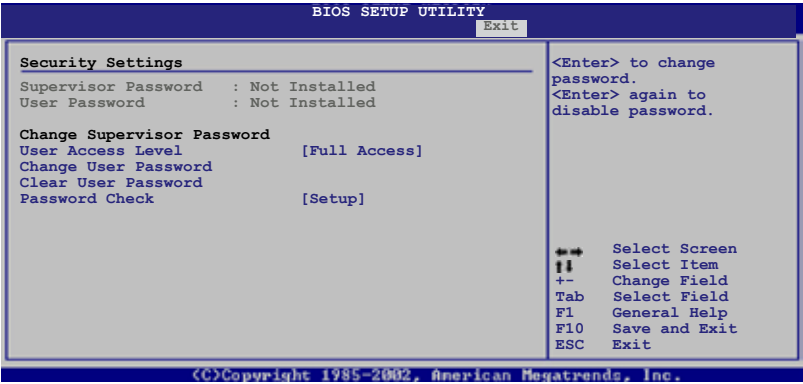 BIOS SETUP UTILITY
Exit
Security Settings
Supervisor Password : Not Installed
User Password : Not Installed
Change Supervisor Password
User Access Level [Full Access]
Change User Password
Clear User Password
Password Check [Setup]
<Enter> to change
password.
<Enter> again to
disable password.
Select Screen
Select Item
+- Change Field
Tab Select Field
F1 General Help
F10 Save and Exit
ESC Exit
(C)Copyright 1985-2002, American Megatrends, Inc.